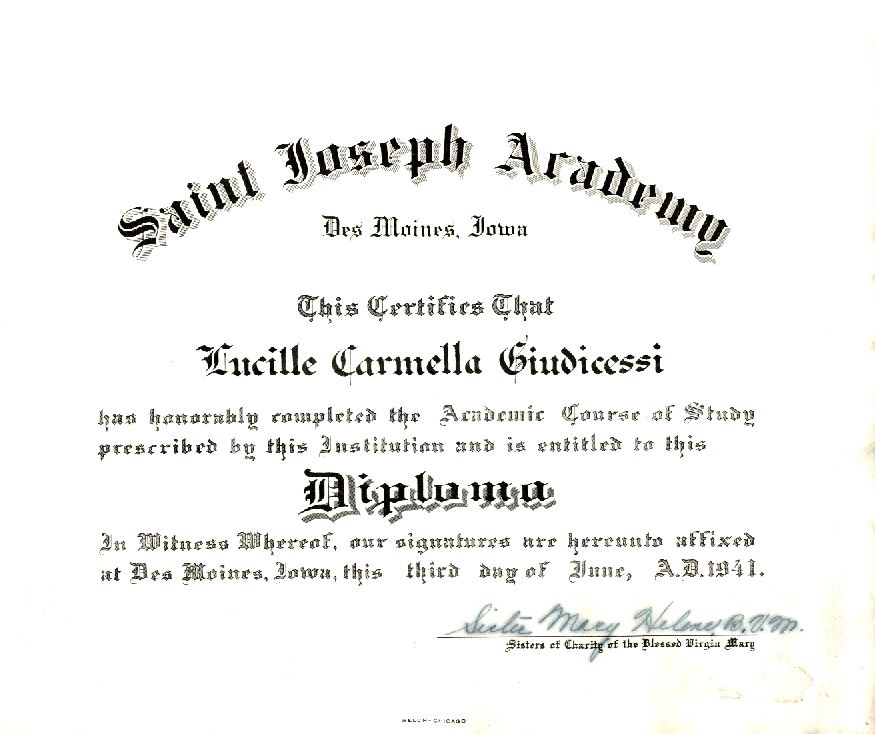 Saint Joseph Academy
Des Moines, Iowa
This Certifies That
Lucille Carmella Giudicessi
has honorably completed the Academic Course of Study
prescribed by this Institution and is entitled to this
Diploma
In Witness Whereof, our signatures are hereunto affixed
at Des Moines, Iowa, this third day of June, A.D. 1941.
Sister Mary Helene, B.V.M.
Sisters of Charity of the Blessed Virgin Mary
WELCH-CHICAGO